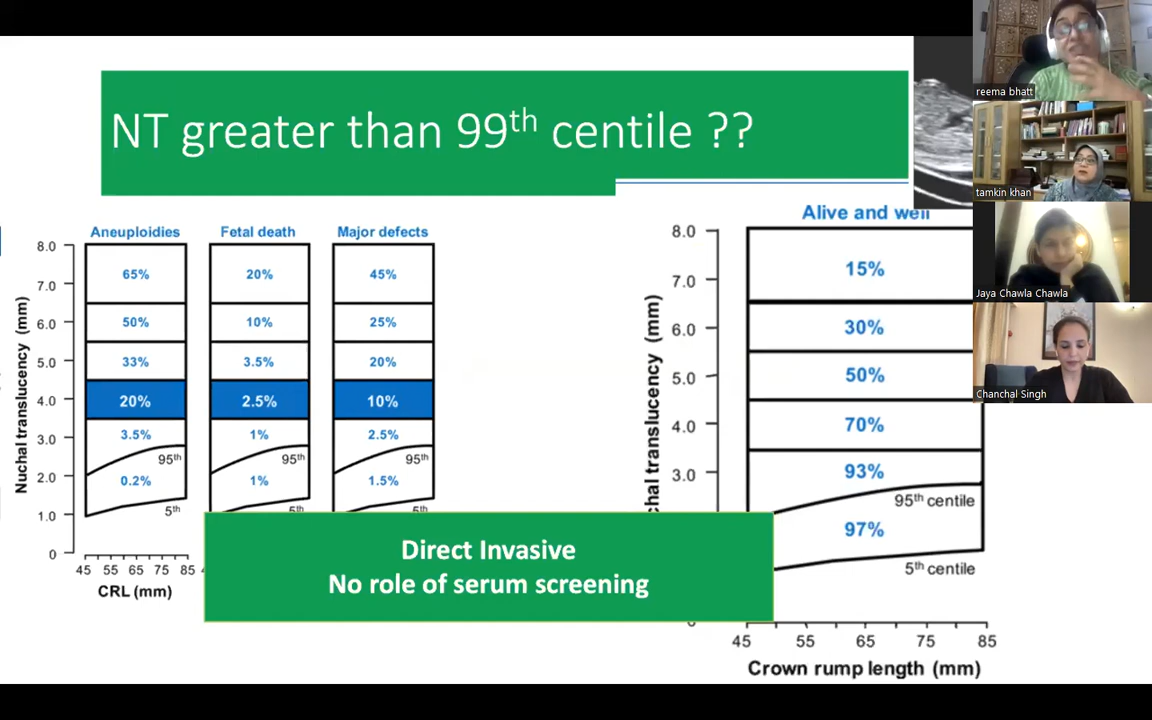 NT greater than 99th centile ??
Aneuploidies
Fetal death
Major defects
Nuchal translucency (mm)
8.0
7.0
6.0
5.0
4.0
3.0
2.0
1.0
0
65%
50%
33%
20%
3.5%
95th
0.2%
5th
45 55 65 75 85
CRL (mm)
20%
10%
3.5%
2.5%
1%
95th
1%
5th
45%
25%
20%
10%
2.5%
95th
1.5%
5th
Alive and well
chal translucency (mm)
8.0
7.0
6.0
5.0
4.0
3.0
15%
30%
50%
70%
93%
95th centile
97%
5th centile
45 55 65 75 85
Crown rump length (mm)
Direct Invasive
No role of serum screening
reema bhatt
tamkin khan
Jaya Chawla Chawla
Chanchal Singh